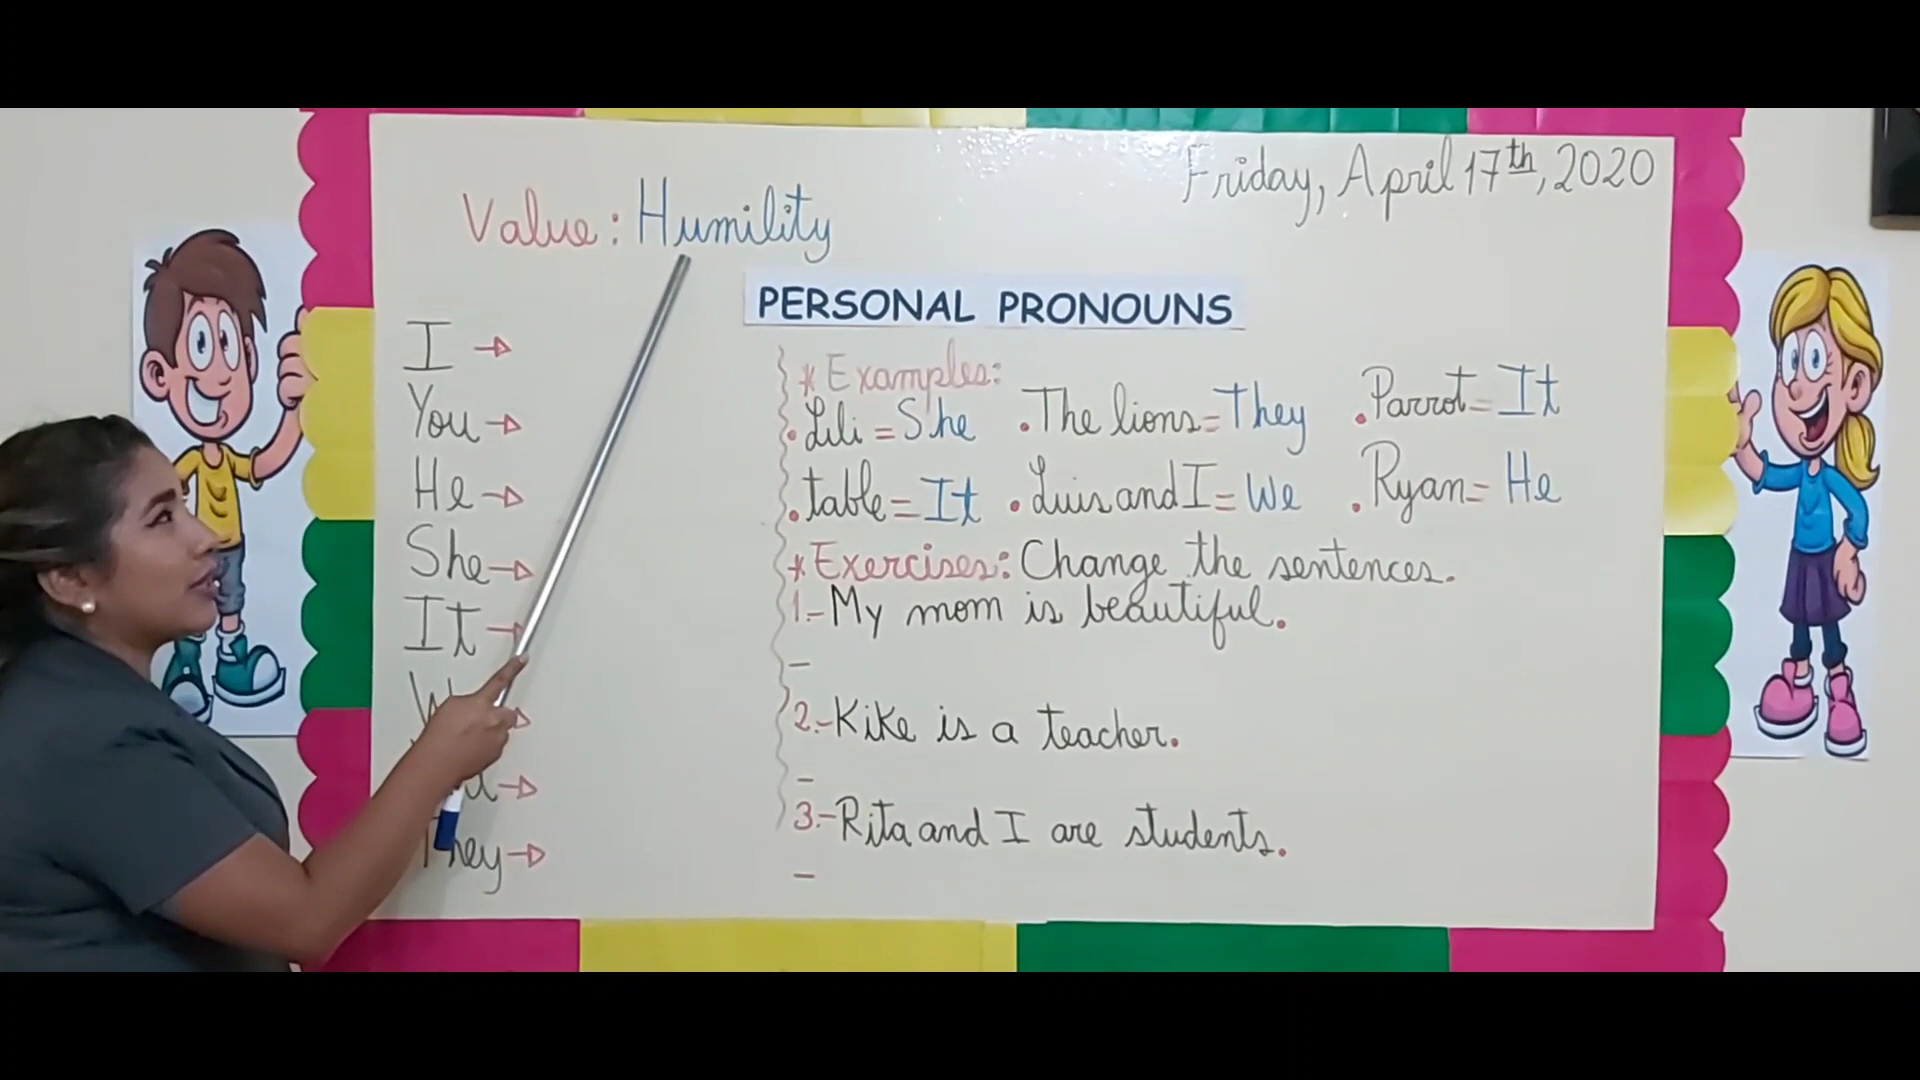 Friday, April 17th, 2020
Value: Humility
PERSONAL PRONOUNS
I
You
He
She
It
They
* Examples:
. Lili = She . The lions = They . Parrot = It
. table = It . Luis and I = We . Ryan = He
* Exercises: Change the sentences.
1.- My mom is beautiful.
-
2.- Kike is a teacher.
-
3.- Rita and I are students.
-